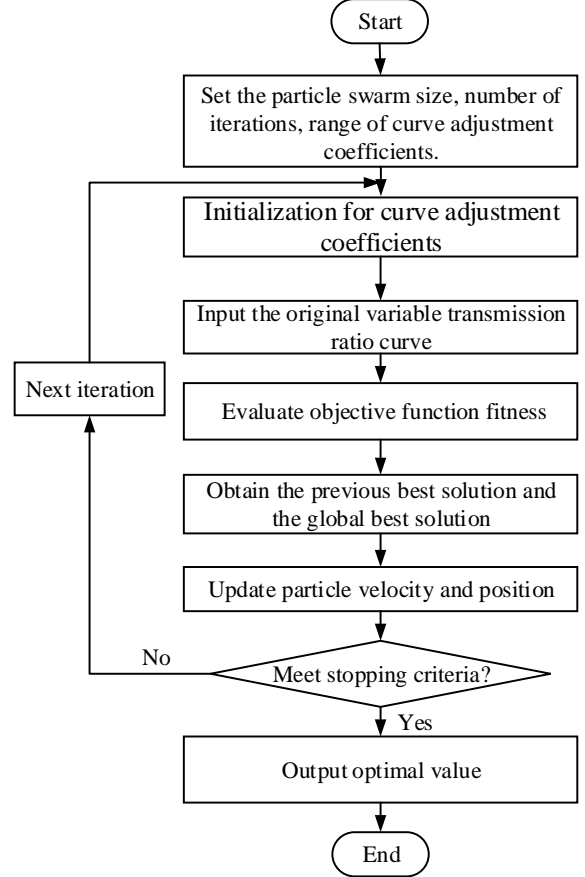 Start
Set the particle swarm size, number of
iterations, range of curve adjustment
coefficients.
Initialization for curve adjustment
coefficients
Input the original variable transmission
ratio curve
Next iteration
Evaluate objective function fitness
Obtain the previous best solution and
the global best solution
Update particle velocity and position
No
Meet stopping criteria?
Yes
Output optimal value
End